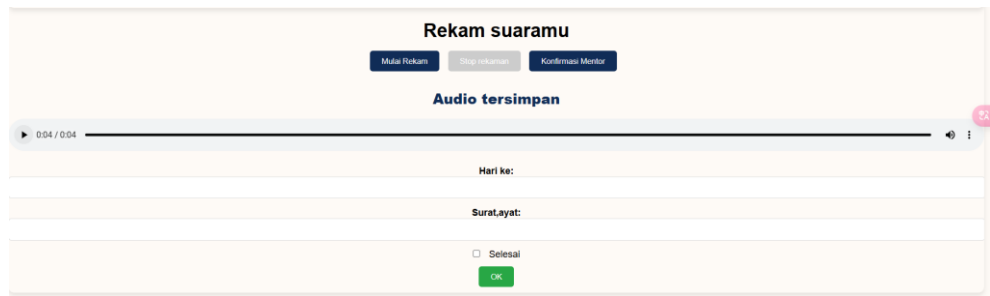 Rekam suaramu
Mulai Rekam Stop rekaman Konfirmasi Mentor
Audio tersimpan
0:04 / 0:04
Hari ke:
Surat,ayat:
Selesai
OK